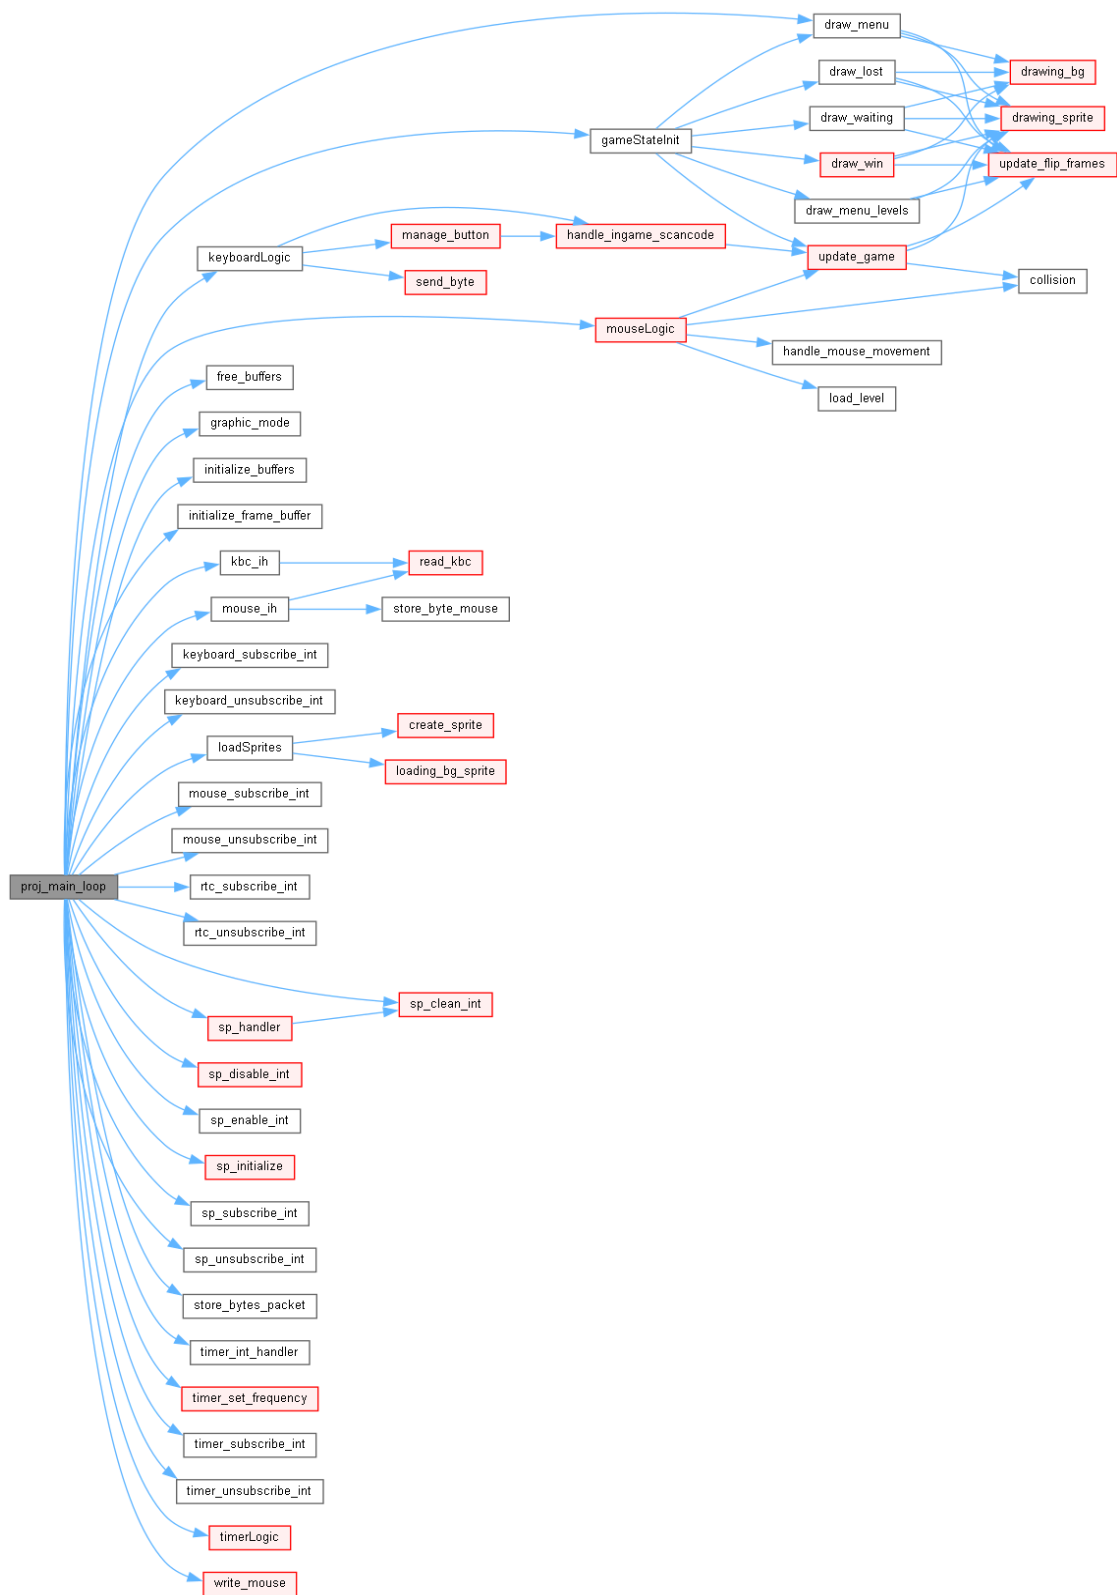 draw_menu
draw_lost
drawing_bg
draw_waiting
drawing_sprite
gameStateInit
draw_win
update_flip_frames
draw_menu_levels
manage_button
handle_ingame_scancode
keyboardLogic
update_game
send_byte
collision
mouseLogic
handle_mouse_movement
free_buffers
load_level
graphic_mode
initialize_buffers
initialize_frame_buffer
kbc_ih
read_kbc
mouse_ih
store_byte_mouse
keyboard_subscribe_int
keyboard_unsubscribe_int
create_sprite
loadSprites
loading_bg_sprite
mouse_subscribe_int
mouse_unsubscribe_int
proj_main_loop
rtc_subscribe_int
rtc_unsubscribe_int
sp_clean_int
sp_handler
sp_disable_int
sp_enable_int
sp_initialize
sp_subscribe_int
sp_unsubscribe_int
store_bytes_packet
timer_int_handler
timer_set_frequency
timer_subscribe_int
timer_unsubscribe_int
timerLogic
write_mouse